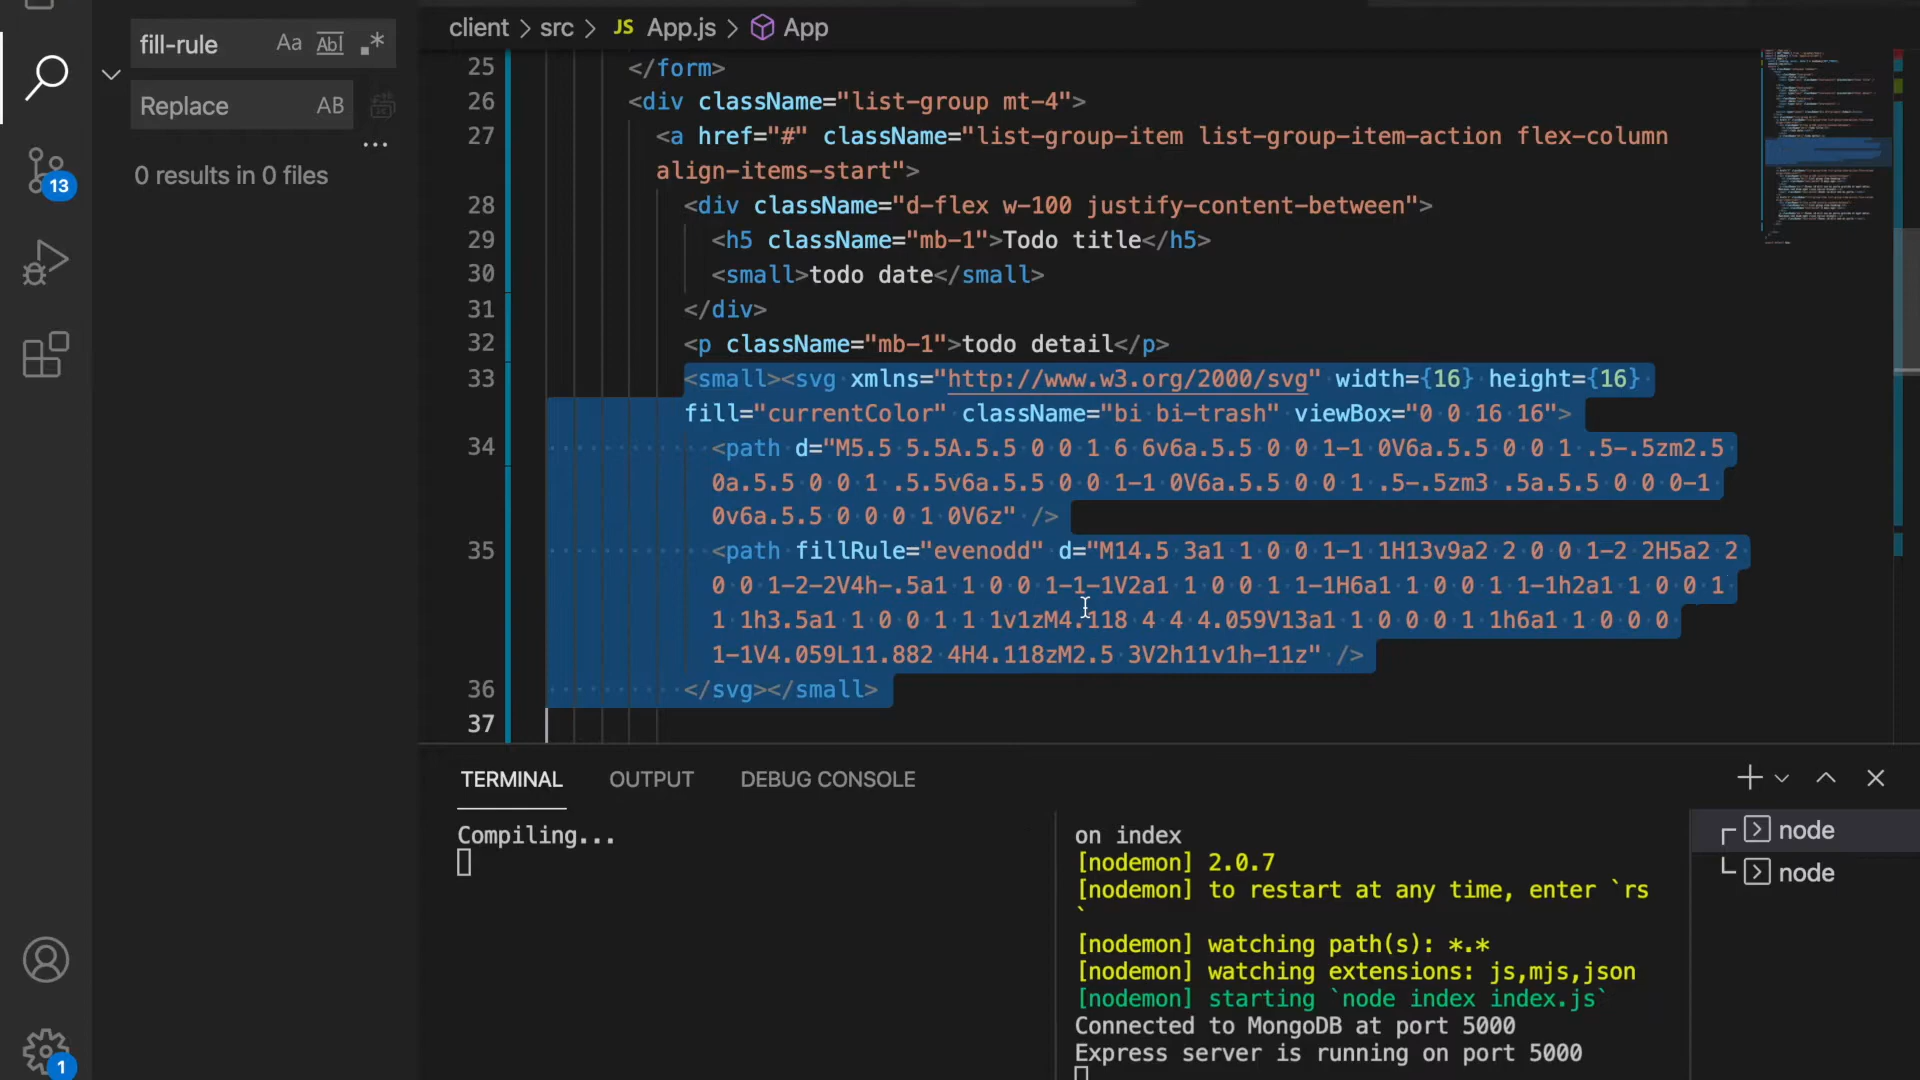 fill-rule Aa Abl .*
Replace AB
...
0 results in 0 files
13
1
client > src > JS App.js > App
25 </form>
26 <div className="list-group mt-4">
27 <a href="#" className="list-group-item list-group-item-action flex-column
align-items-start">
28 <div className="d-flex w-100 justify-content-between">
29 <h5 className="mb-1">Todo title</h5>
30 <small>todo date</small>
31 </div>
32 <p className="mb-1">todo detail</p>
33 <small><svg xmlns="http://www.w3.org/2000/svg" width={16} height={16}
fill="currentColor" className="bi bi-trash" viewBox="0 0 16 16">
34 <path d="M5.5 5.5A.5.5 0 0 1 6 6v6a.5.5 0 0 1-1 0V6a.5.5 0 0 1 .5-.5zm2.5
0a.5.5 0 0 1 .5.5v6a.5.5 0 0 1-1 0V6a.5.5 0 0 1 .5-.5zm3 .5a.5.5 0 0 0-1
0v6a.5.5 0 0 0 1 0V6z" />
35 <path fillRule="evenodd" d="M14.5 3a1 1 0 0 1-1 1H13v9a2 2 0 0 1-2 2H5a2 2
0 0 1-2-2V4h-.5a1 1 0 0 1-1-1V2a1 1 0 0 1 1-1H6a1 1 0 0 1 1-1h2a1 1 0 0 1
1 1h3.5a1 1 0 0 1 1 1v1zM4.118 4 4 4.059V13a1 1 0 0 0 1 1h6a1 1 0 0 0
1-1V4.059L11.882 4H4.118zM2.5 3V2h11v1h-11z" />
36 </svg></small>
37
TERMINAL OUTPUT DEBUG CONSOLE
Compiling...
on index
[nodemon] 2.0.7
[nodemon] to restart at any time, enter `rs
`
[nodemon] watching path(s): *.*
[nodemon] watching extensions: js,mjs,json
[nodemon] starting `node index index.js`
Connected to MongoDB at port 5000
Express server is running on port 5000
node
node